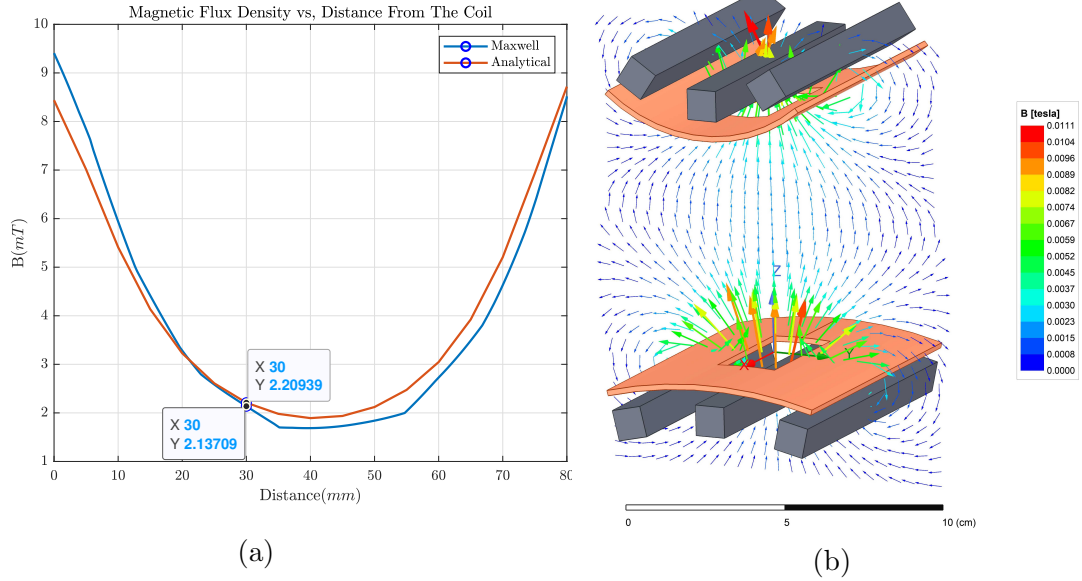 Magnetic Flux Density vs, Distance From The Coil
Maxwell
Analytical
10
9
8
7
6
5
4
3
2
1
B(mT)
X 30
Y 2.20939
X 30
Y 2.13709
0
10
20
30
40
50
60
70
80
Distance(mm)
(a)
Z
X
Y
B [tesla]
0.0111
0.0104
0.0096
0.0089
0.0082
0.0074
0.0067
0.0059
0.0052
0.0045
0.0037
0.0030
0.0023
0.0015
0.0008
0.0000
0
5
10 (cm)
(b)